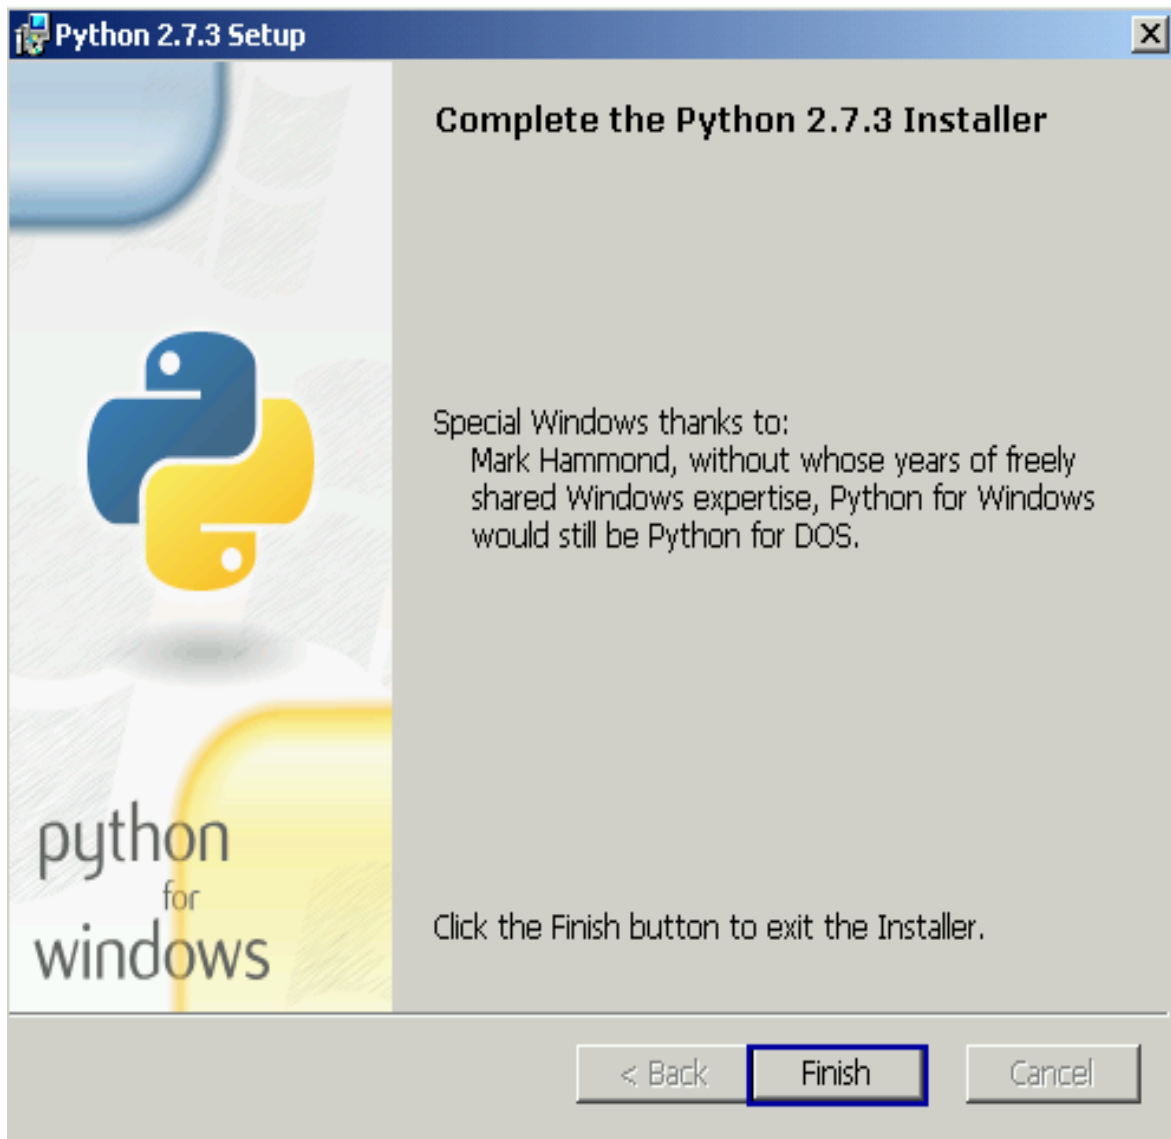 Python 2.7.3 Setup
Complete the Python 2.7.3 Installer
Special Windows thanks to:
Mark Hammond, without whose years of freely
shared Windows expertise, Python for Windows
would still be Python for DOS.
python
for
windows
Click the Finish button to exit the Installer.
< Back
Finish
Cancel